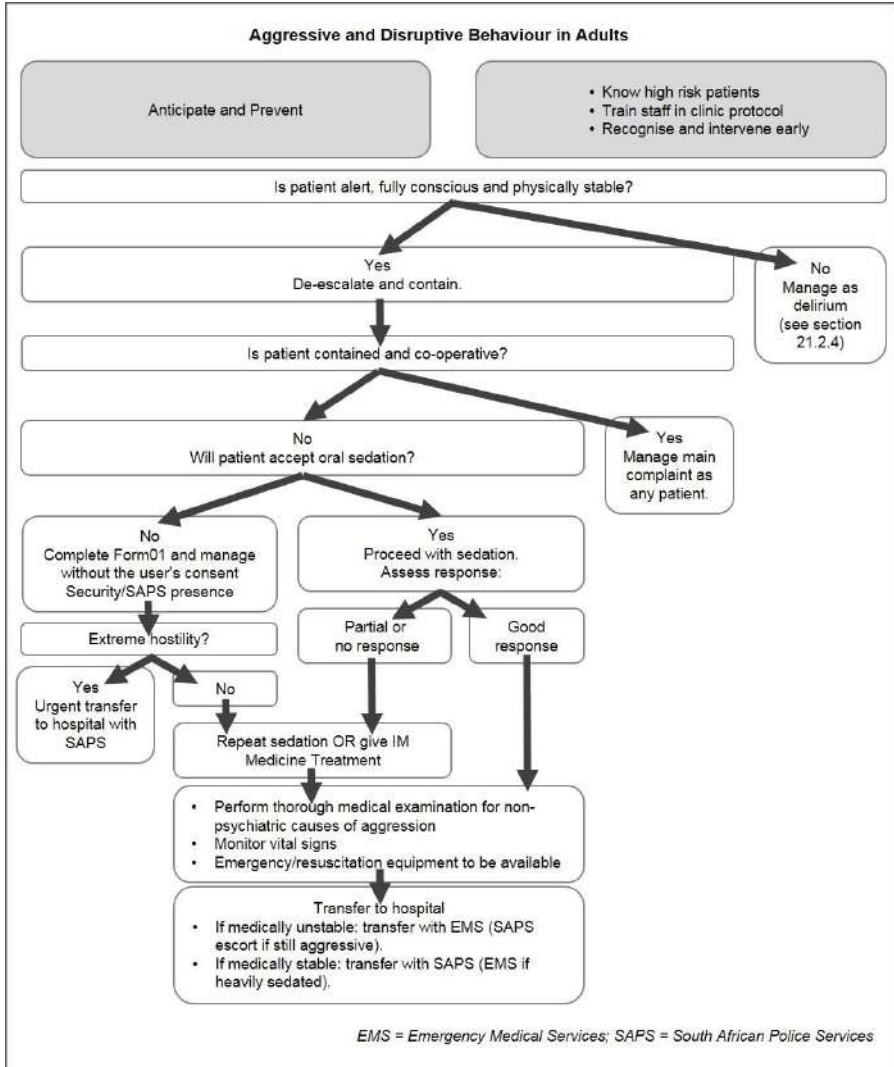 Aggressive and Disruptive Behaviour in Adults
Anticipate and Prevent
• Know high risk patients
• Train staff in clinic protocol
• Recognise and intervene early
Is patient alert, fully conscious and physically stable?
Yes
De-escalate and contain.
No
Manage as
delirium
(see section
21.2.4)
Is patient contained and co-operative?
No
Will patient accept oral sedation?
Yes
Manage main
complaint as
any patient.
No
Complete Form01 and manage
without the user's consent
Security/SAPS presence
Yes
Proceed with sedation.
Assess response:
Extreme hostility?
Partial or
no response
Good
response
Yes
Urgent transfer
to hospital with
SAPS
No
Repeat sedation OR give IM
Medicine Treatment
• Perform thorough medical examination for non-
psychiatric causes of aggression
• Monitor vital signs
• Emergency/resuscitation equipment to be available
Transfer to hospital
• If medically unstable: transfer with EMS (SAPS
escort if still aggressive).
• If medically stable: transfer with SAPS (EMS if
heavily sedated).
EMS = Emergency Medical Services; SAPS = South African Police Services